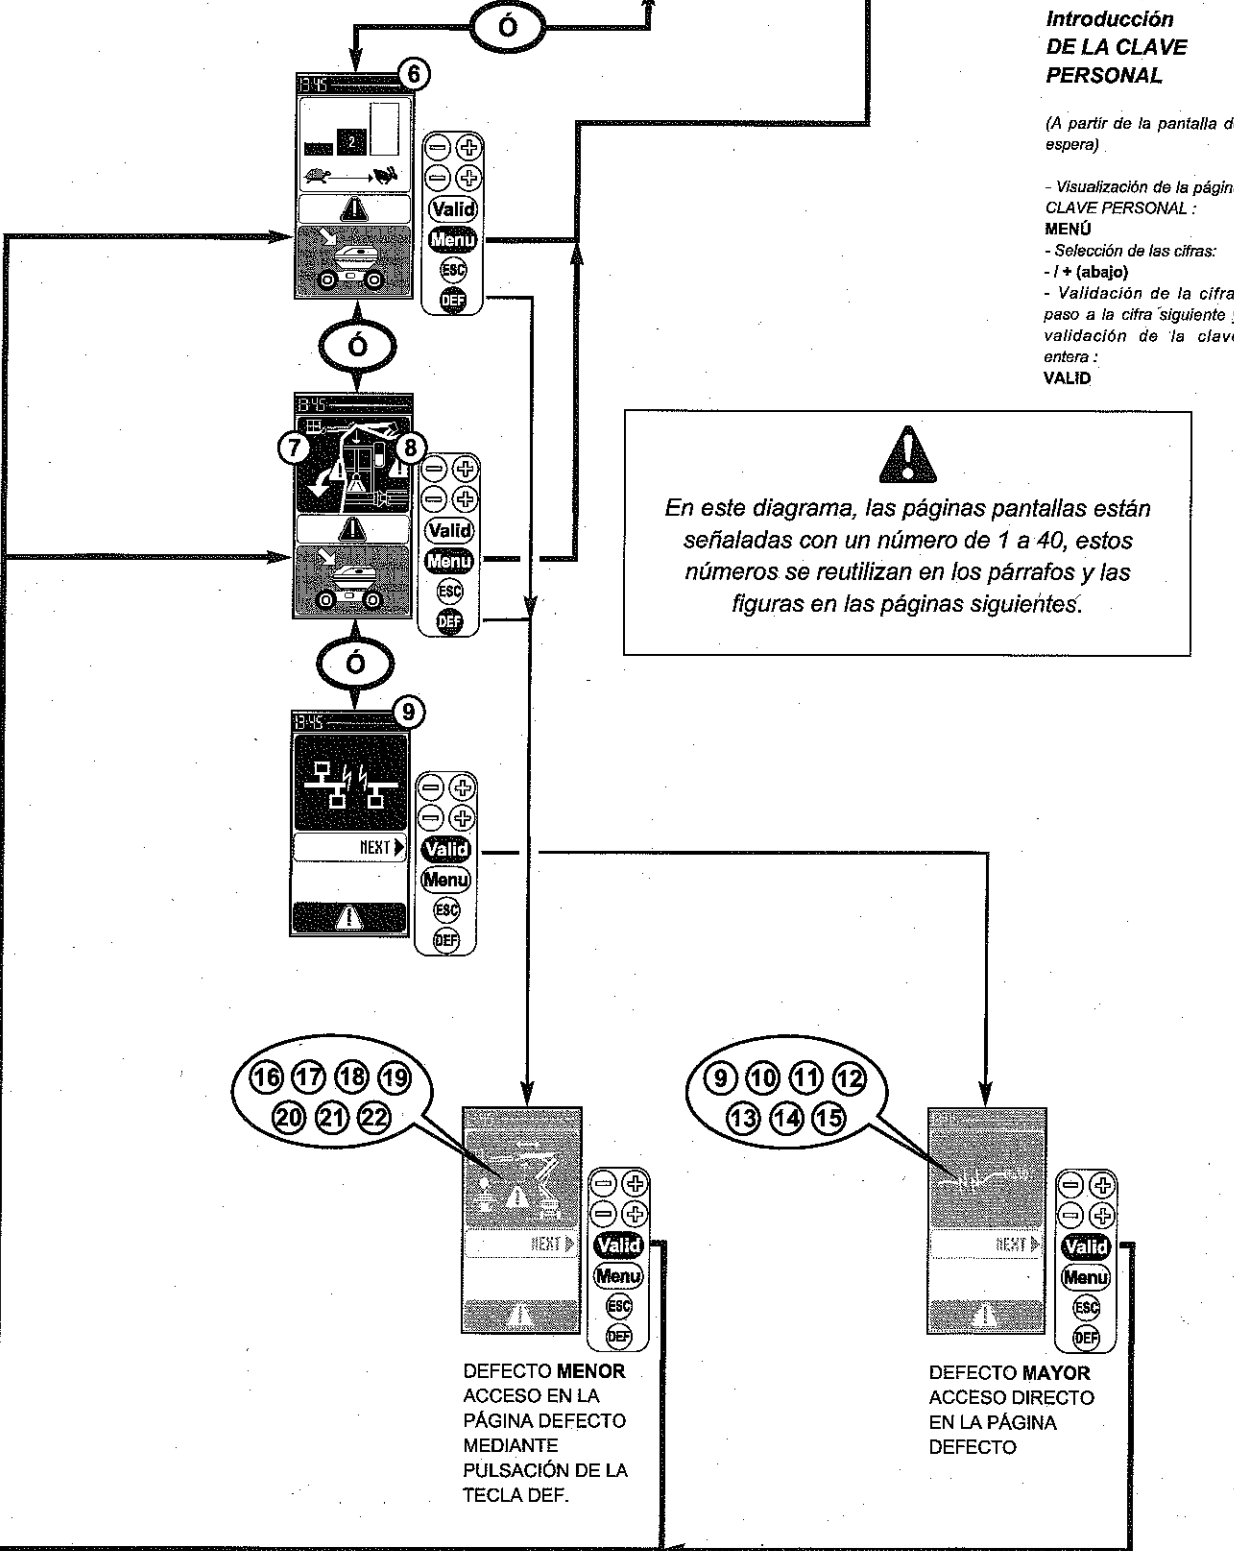 Ó
Introducción
DE LA CLAVE
PERSONAL
(A partir de la pantalla de
espera)
- Visualización de la página
CLAVE PERSONAL :
MENÚ
- Selección de las cifras:
- / + (abajo)
- Validación de la cifra
paso a la cifra siguiente y
validación de la clave
entera :
VALID
6
13:45
2
Valid
Menu
ESC
DEF
Ó
13:45
7
8
Valid
Menu
ESC
DEF
En este diagrama, las páginas pantallas están
señaladas con un número de 1 a 40, estos
números se reutilizan en los párrafos y las
figuras en las páginas siguientes.
Ó
9
13:45
NEXT
Valid
Menu
ESC
DEF
16 17 18 19
20 21 22
NEXT
Valid
Menu
ESC
DEF
DEFECTO MENOR
ACCESO EN LA
PÁGINA DEFECTO
MEDIANTE
PULSACIÓN DE LA
TECLA DEF.
9 10 11 12
13 14 15
NEXT
Valid
Menu
ESC
DEF
DEFECTO MAYOR
ACCESO DIRECTO
EN LA PÁGINA
DEFECTO